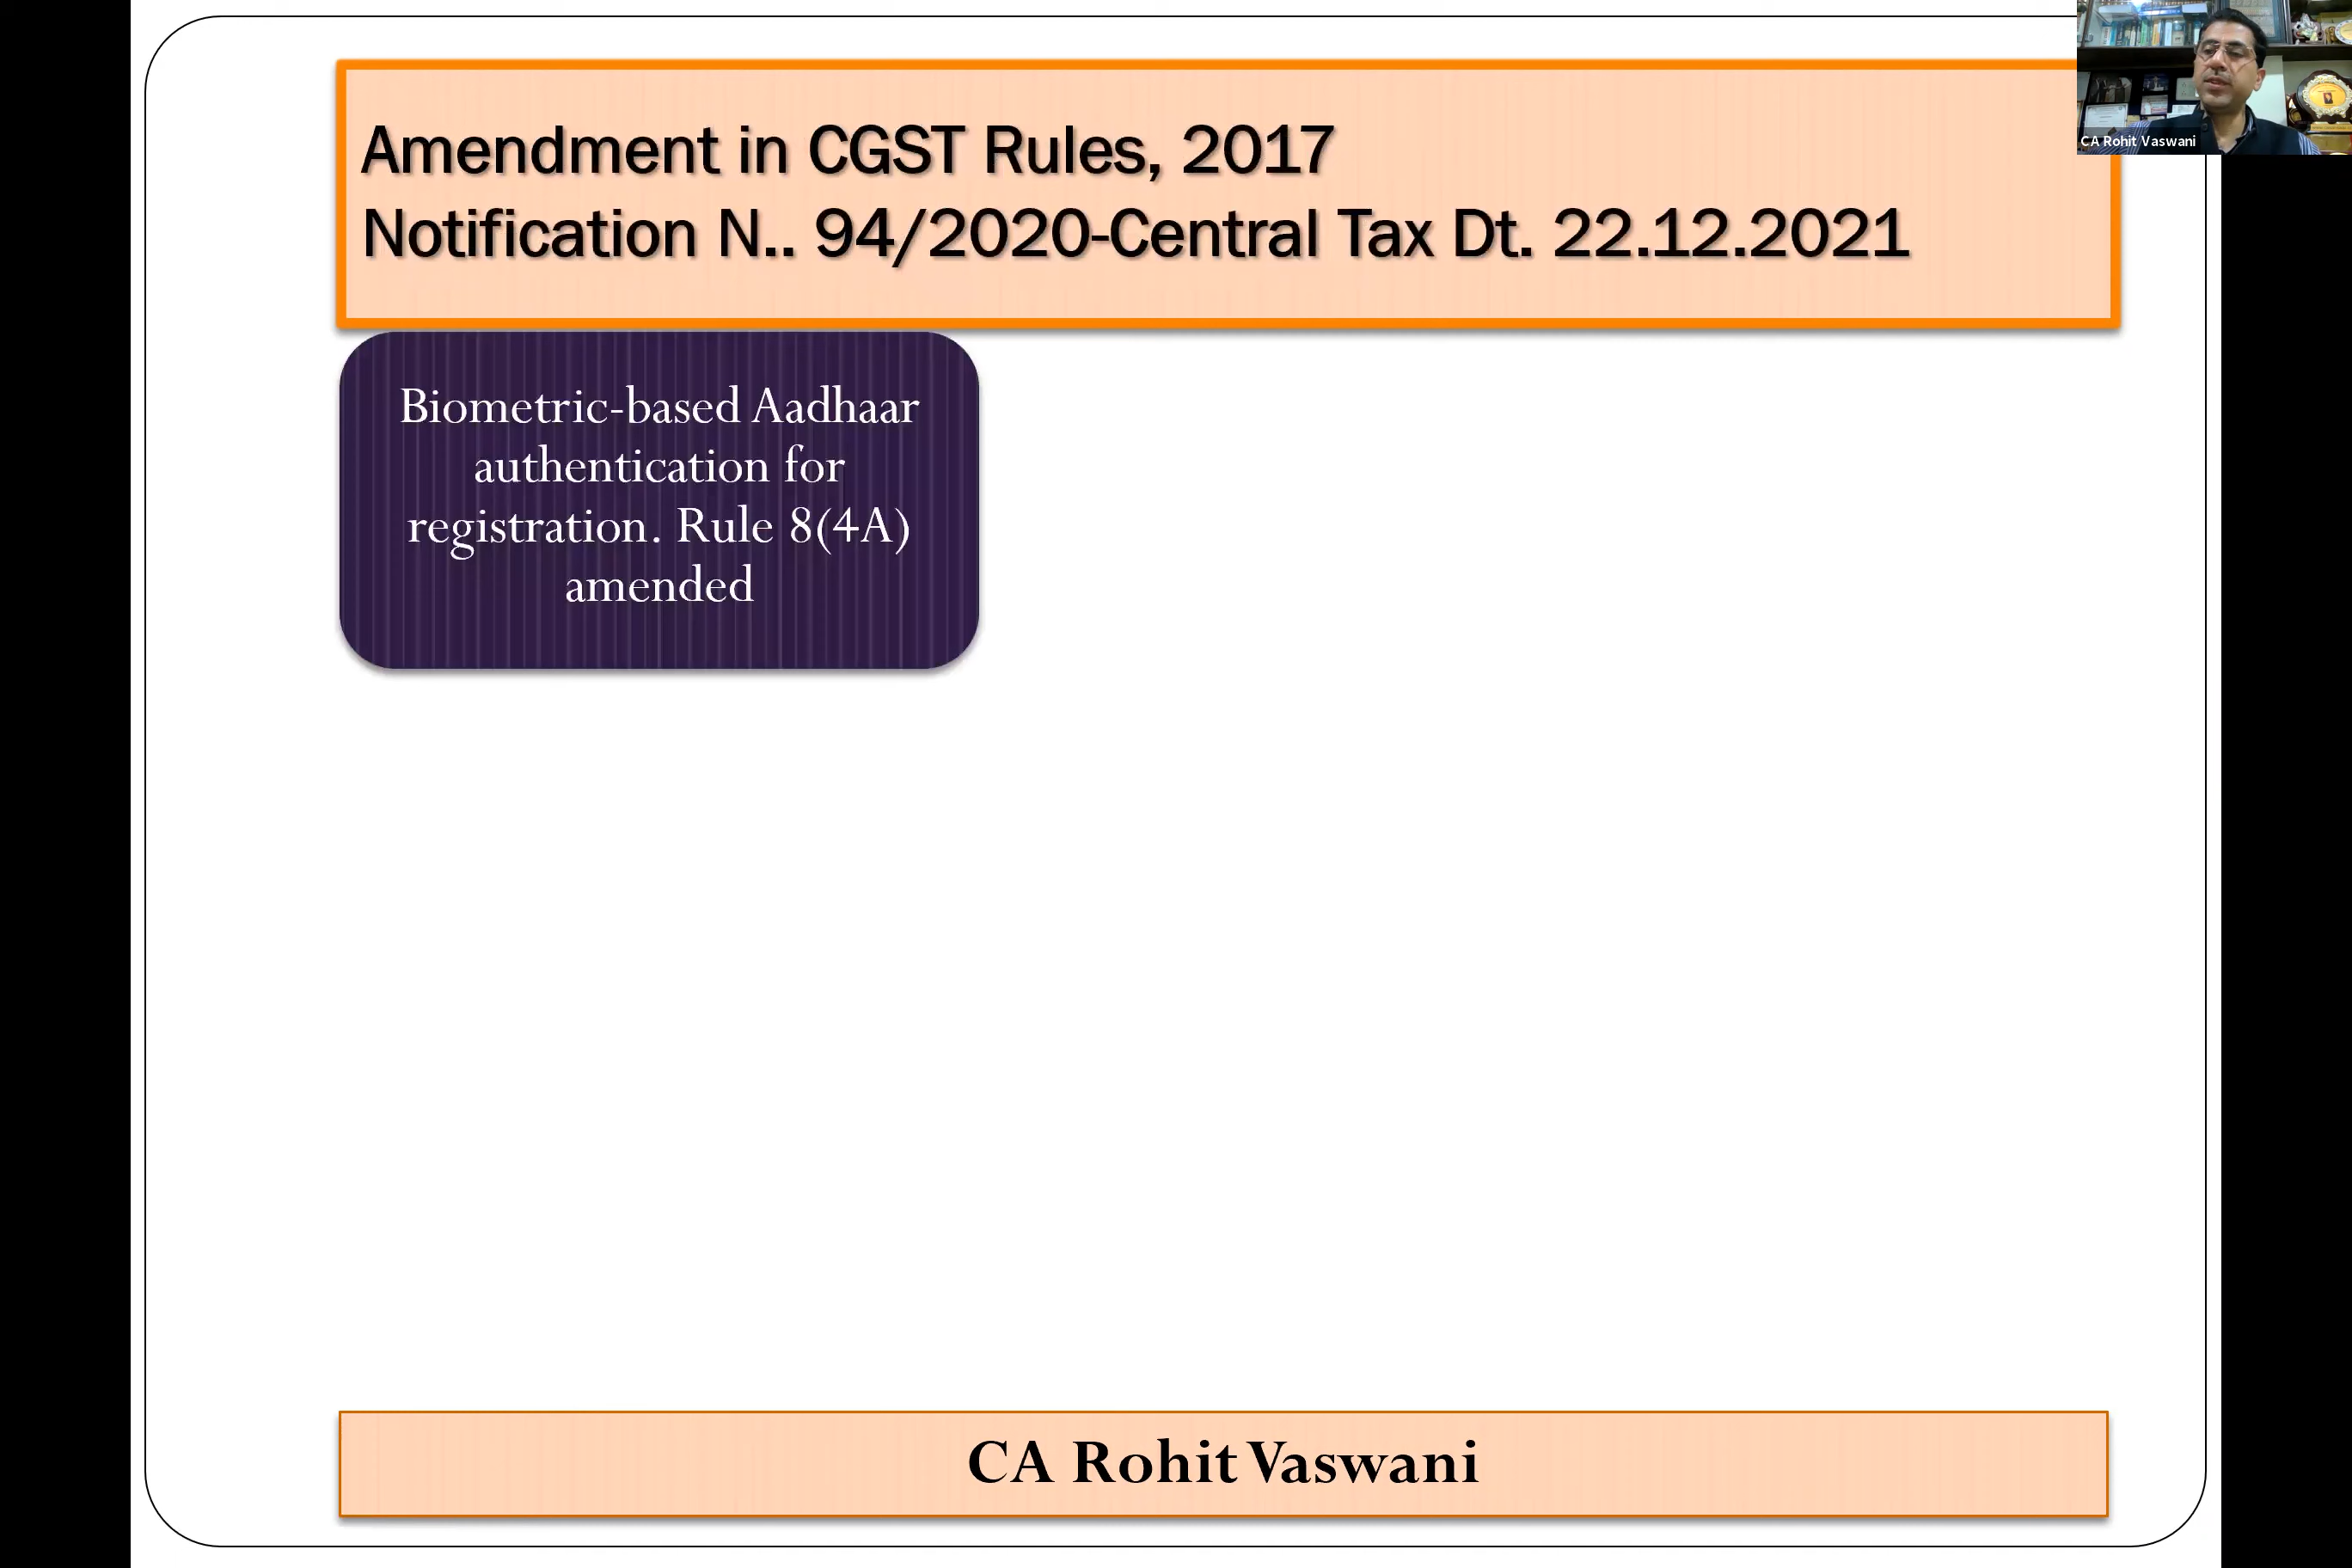 CA Rohit Vaswani
Amendment in CGST Rules, 2017
Notification N.. 94/2020-Central Tax Dt. 22.12.2021
Biometric-based Aadhaar
authentication for
registration. Rule 8(4A)
amended
CA Rohit Vaswani